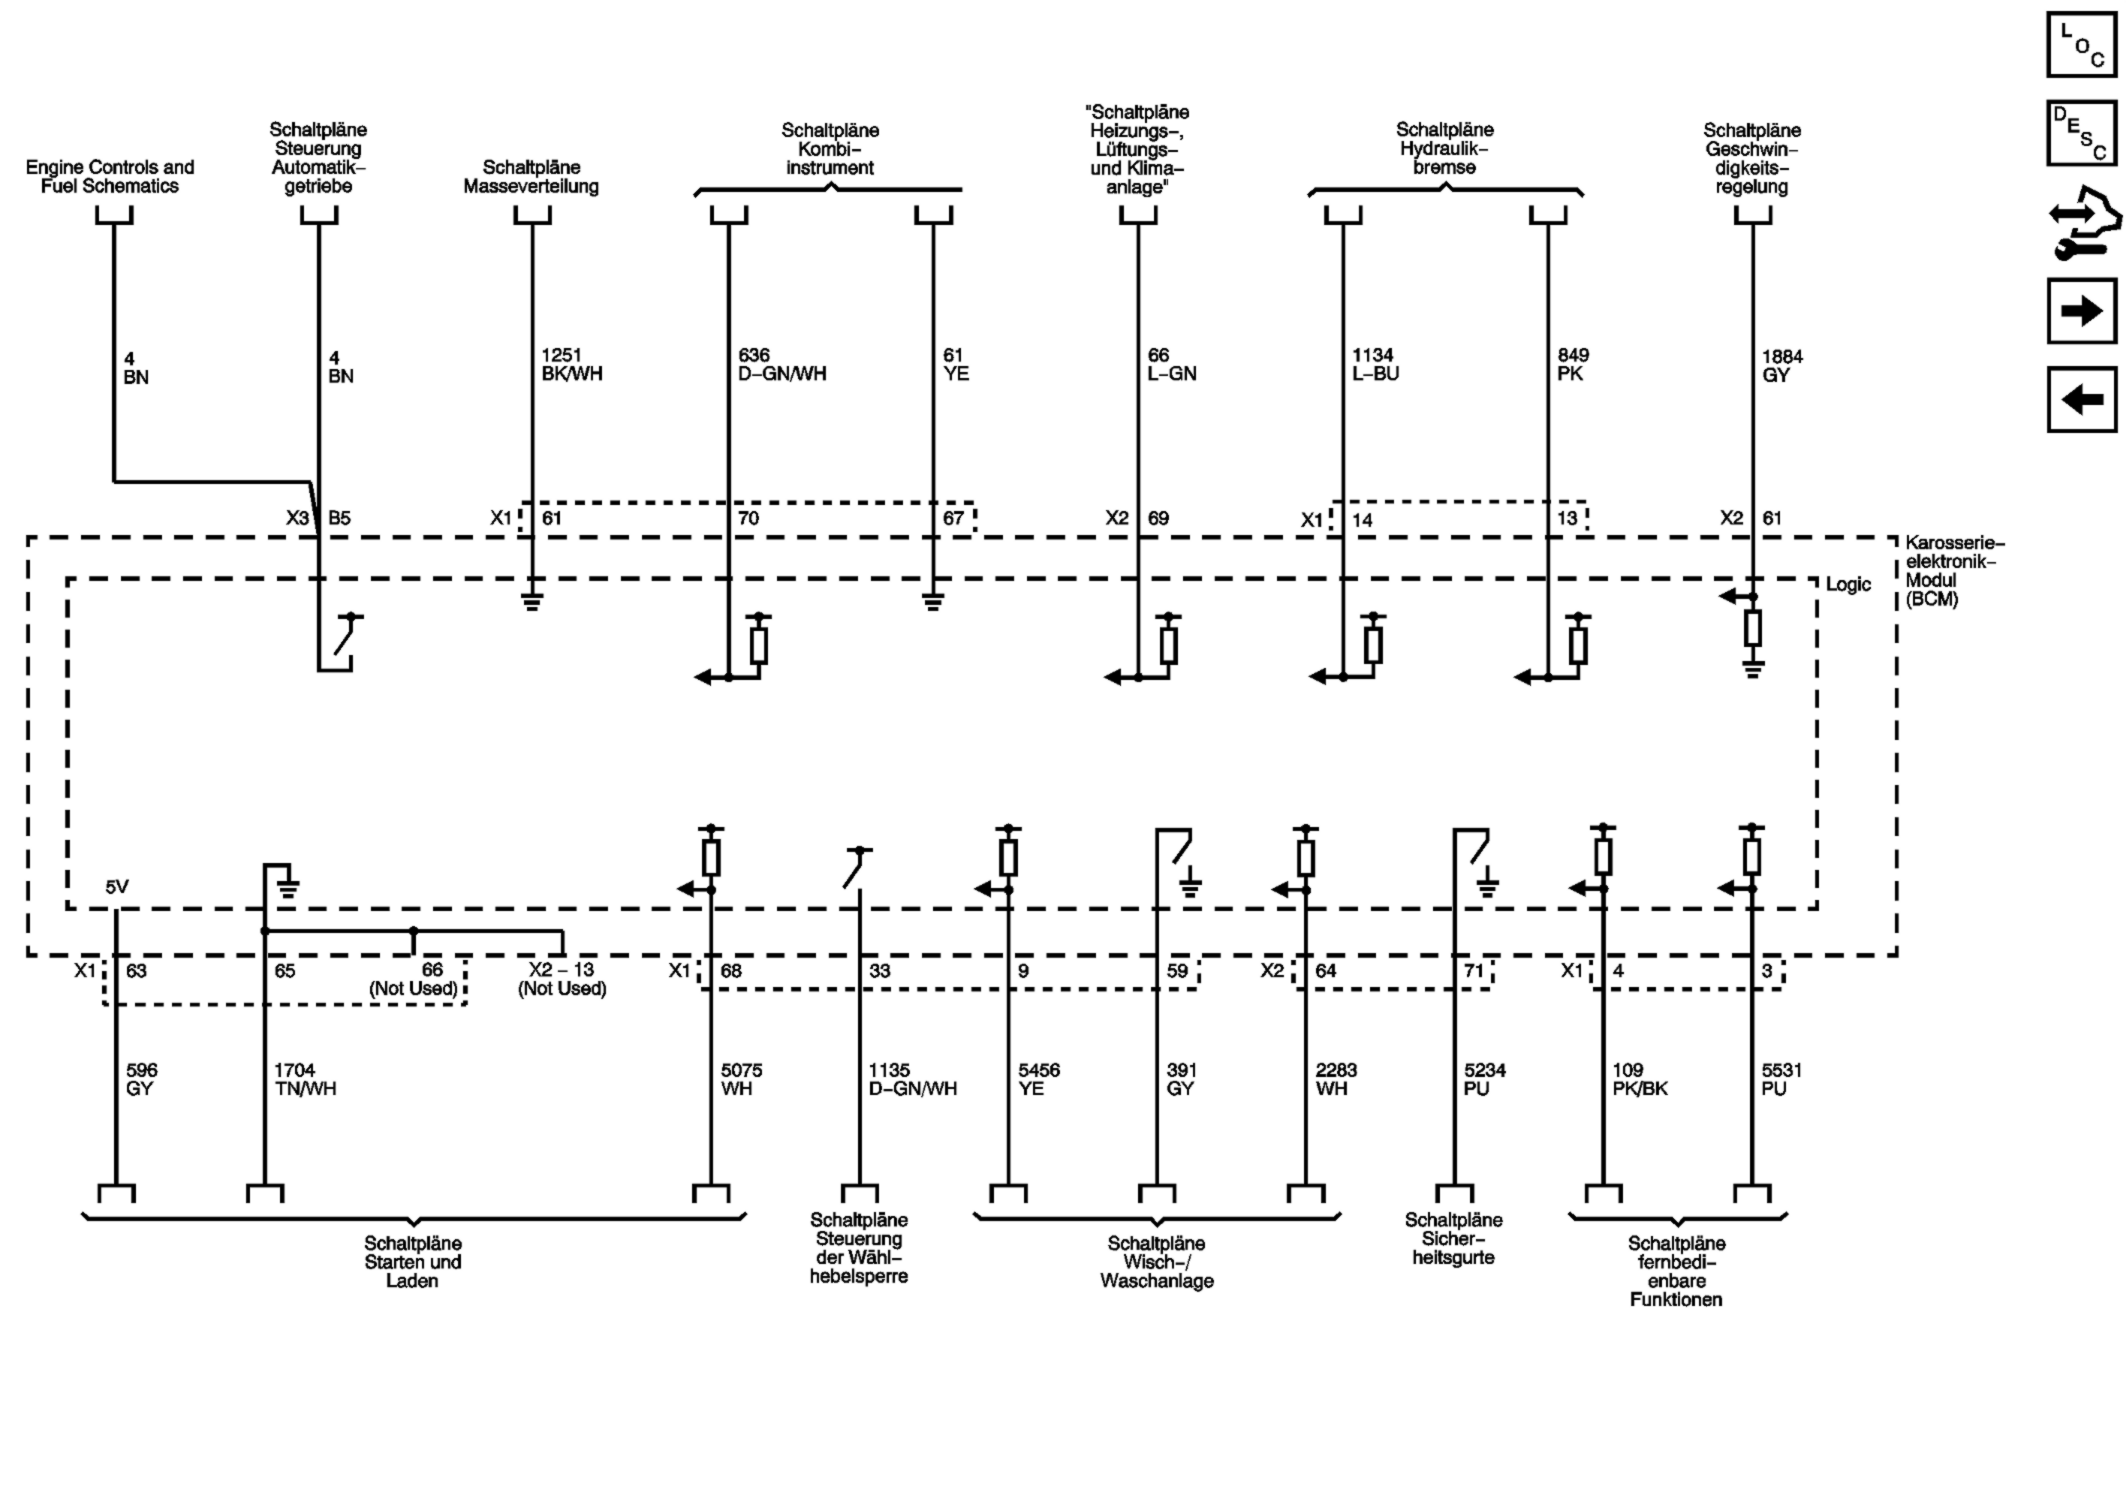 L
O
C
D
E
S
C
Engine Controls and
Fuel Schematics
Schaltpläne
Steuerung
Automatik–
getriebe
Schaltpläne
Masseverteilung
Schaltpläne
Kombi–
instrument
"Schaltpläne
Heizungs–,
Lüftungs–
und Klima–
anlage"
Schaltpläne
Hydraulik–
bremse
Schaltpläne
Geschwin–
digkeits–
regelung
4
BN
4
BN
1251
BK/WH
636
D–GN/WH
61
YE
66
L–GN
1134
L–BU
849
PK
1884
GY
X3 B5
X1 61
70
67
X2 69
X1 14
13
X2 61
Karosserie–
elektronik–
Modul
(BCM)
Logic
5V
X1 63
65
66
(Not Used)
X2 – 13
(Not Used)
X1 68
33
9
59
X2 64
71
X1 4
3
596
GY
1704
TN/WH
5075
WH
1135
D–GN/WH
5456
YE
391
GY
2283
WH
5234
PU
109
PK/BK
5531
PU
Schaltpläne
Starten und
Laden
Schaltpläne
Steuerung
der Wähl–
hebelsperre
Schaltpläne
Wisch–/
Waschanlage
Schaltpläne
Sicher–
heitsgurte
Schaltpläne
fernbedi–
enbare
Funktionen